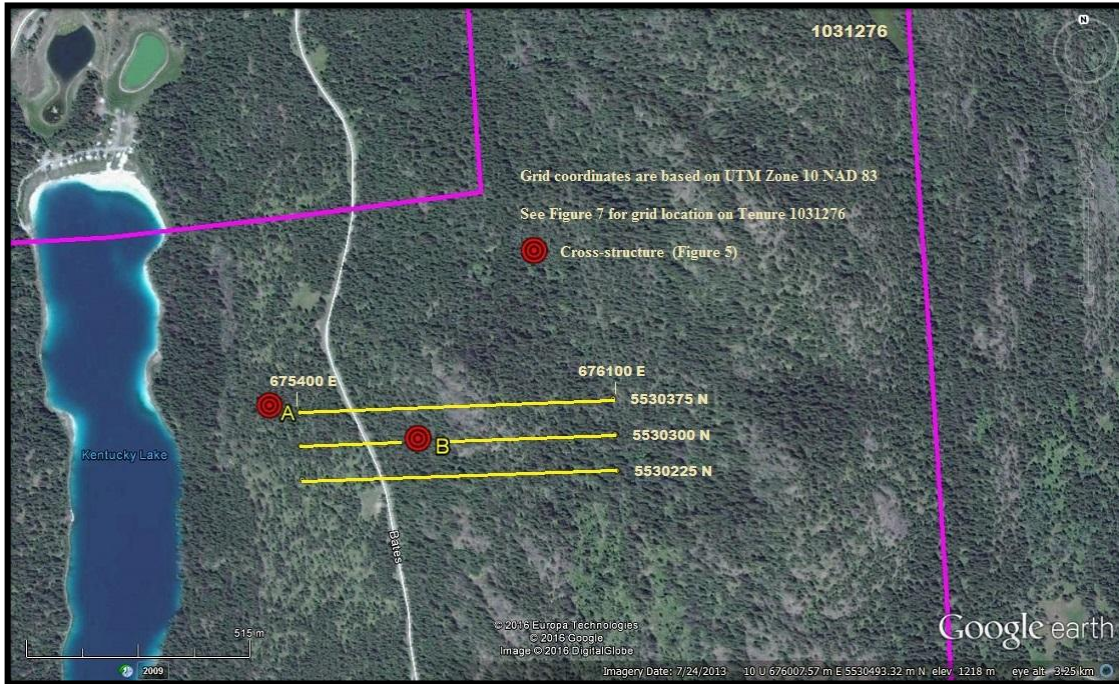 N
1031276
Grid coordinates are based on UTM Zone 10 NAD 83
See Figure 7 for grid location on Tenure 1031276
Cross-structure (Figure 5)
675400 E
676100 E
A
5530375 N
B
5530300 N
Kentucky Lake
5530225 N
Bates
515 m
© 2016 Europa Technologies
© 2016 Google
Image © 2016 DigitalGlobe
Google earth
2009
Imagery Date: 7/24/2013 10 U 676007.57 m E 5530493.32 m N elev 1218 m eye alt 3.25 km